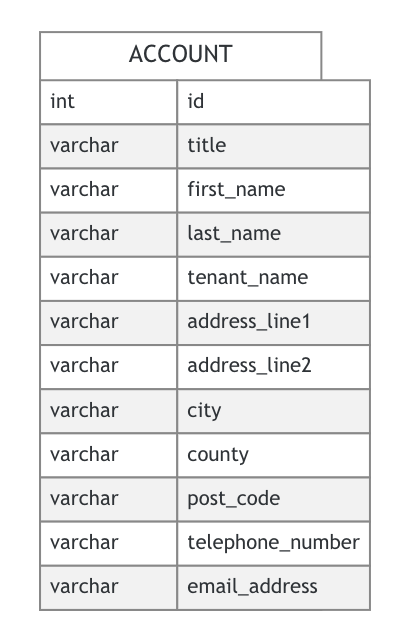 ACCOUNT
int id
varchar title
varchar first_name
varchar last_name
varchar tenant_name
varchar address_line1
varchar address_line2
varchar city
varchar county
varchar post_code
varchar telephone_number
varchar email_address